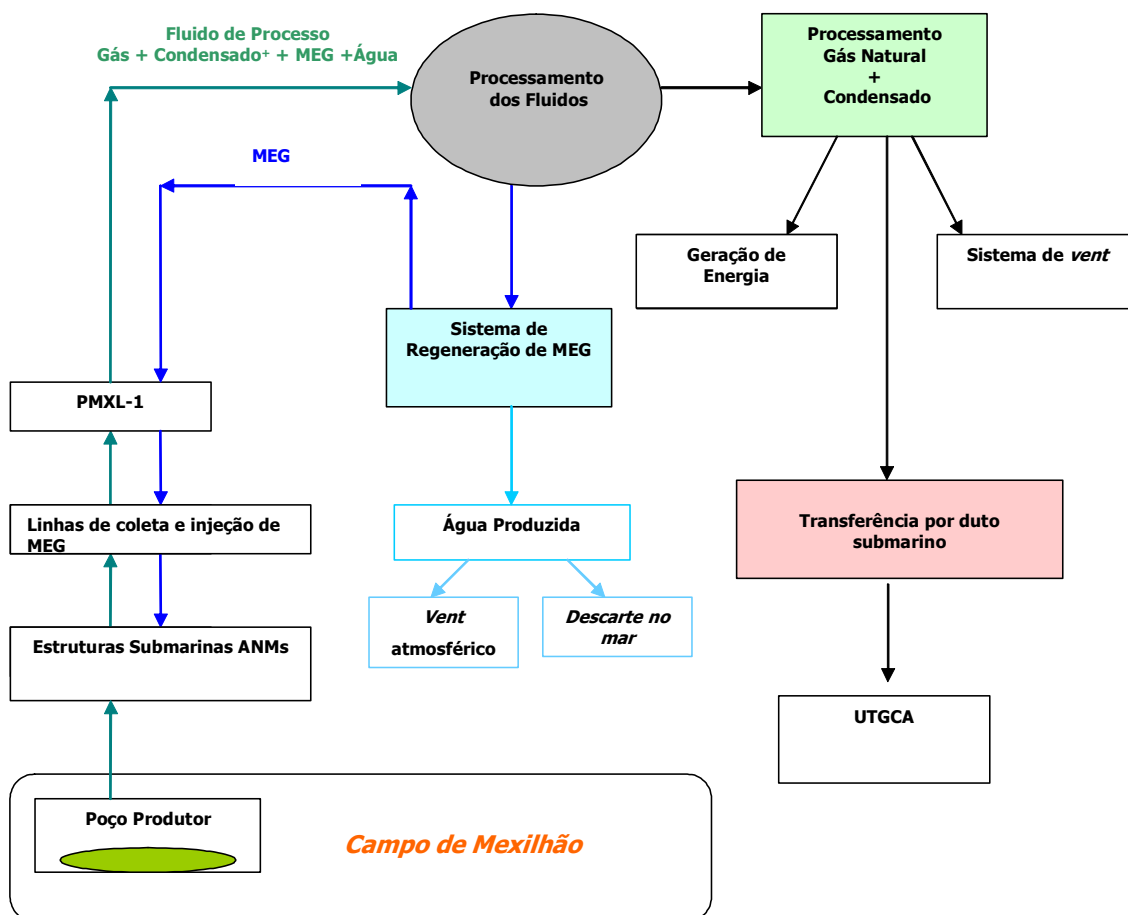 Fluido de Processo
Gás + Condensado+ + MEG +Água
Processamento
dos Fluidos
Processamento
Gás Natural
+
Condensado
MEG
Geração de
Energia
Sistema de vent
Sistema de
Regeneração de MEG
PMXL-1
Linhas de coleta e injeção de
MEG
Água Produzida
Transferência por duto
submarino
Vent
atmosférico
Descarte no
mar
Estruturas Submarinas ANMs
UTGCA
Poço Produtor
Campo de Mexilhão